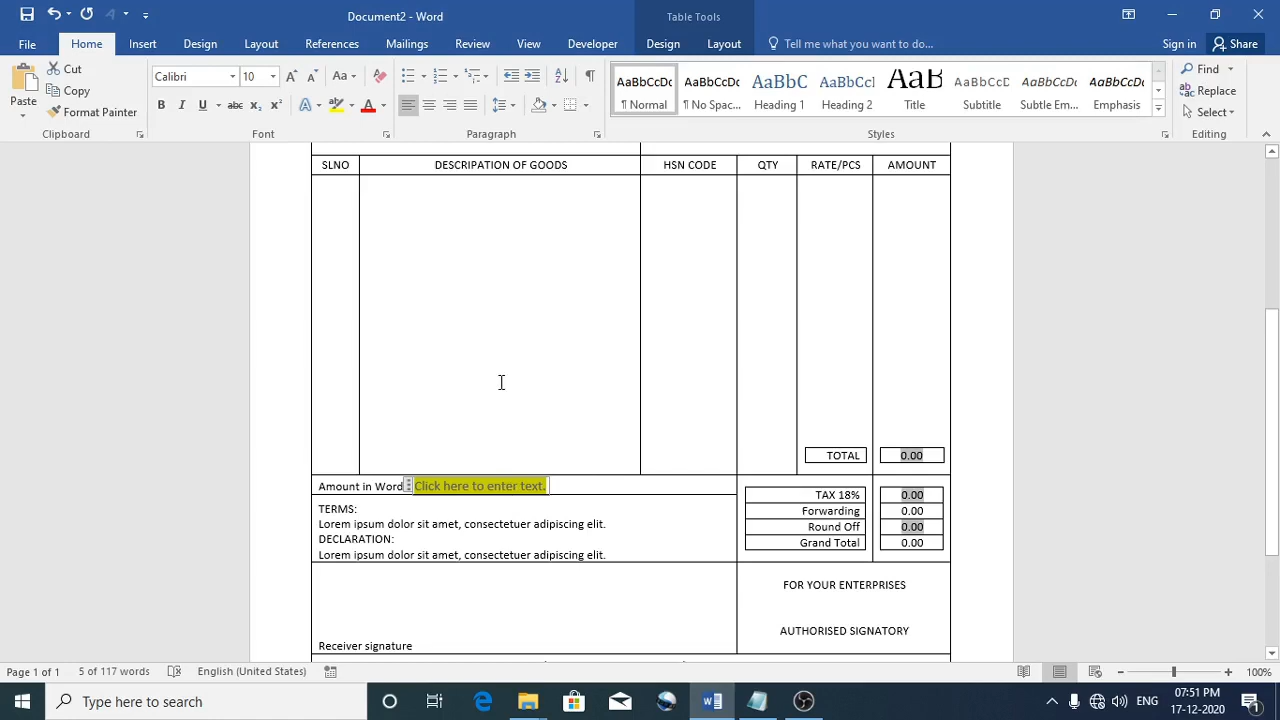 Document2 - Word
Table Tools
File
Home
Insert
Design
Layout
References
Mailings
Review
View
Developer
Design
Layout
Tell me what you want to do...
Sign in
Share
Paste
Cut
Copy
Format Painter
Clipboard
Calibri
10
Font
Paragraph
AaBbCcDc
¶ Normal
AaBbCcDc
¶ No Spac...
AaBbC
Heading 1
AaBbCcI
Heading 2
AaB
Title
AaBbCcD
Subtitle
AaBbCcDc
Subtle Em...
AaBbCcDc
Emphasis
Styles
Find
Replace
Select
Editing
SLNO
DESCRIPATION OF GOODS
HSN CODE
QTY
RATE/PCS
AMOUNT
TOTAL
0.00
Amount in Word
Click here to enter text.
TERMS:
Lorem ipsum dolor sit amet, consectetuer adipiscing elit.
DECLARATION:
Lorem ipsum dolor sit amet, consectetuer adipiscing elit.
TAX 18%
0.00
Forwarding
0.00
Round Off
0.00
Grand Total
0.00
FOR YOUR ENTERPRISES
AUTHORISED SIGNATORY
Receiver signature
Page 1 of 1
5 of 117 words
English (United States)
100%
Type here to search
ENG
07:51 PM
17-12-2020